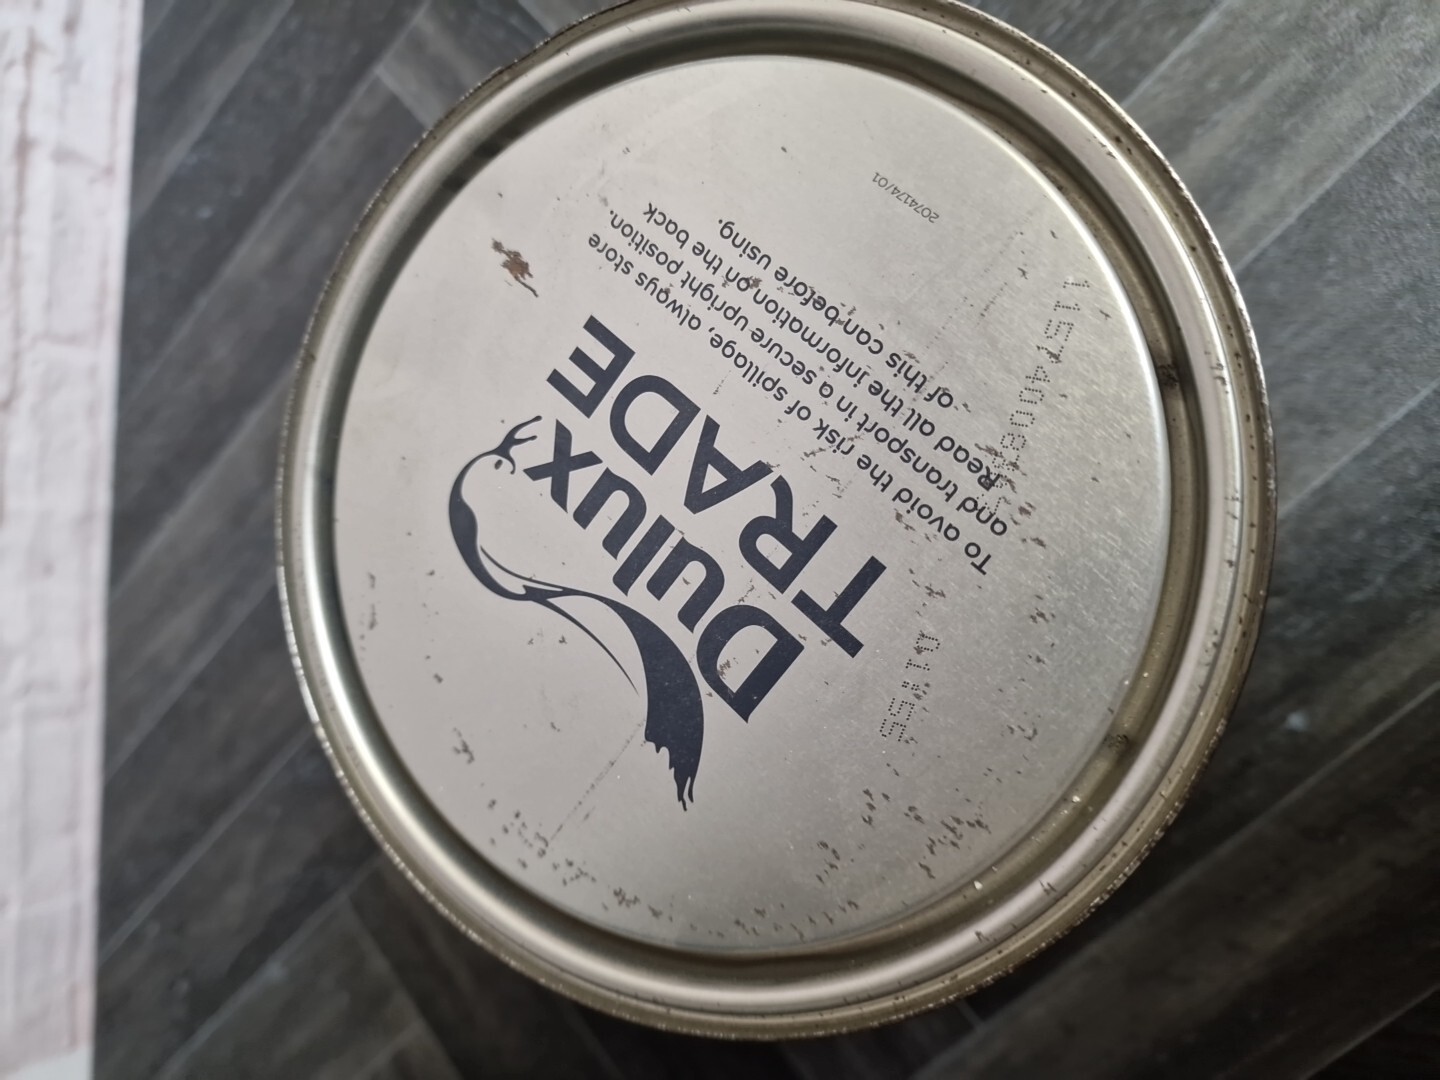 Dulux
TRADE
To avoid the risk of spillage, always store
and transport in a secure upright position.
Read all the information on the back
of this can before using.
2074174/01